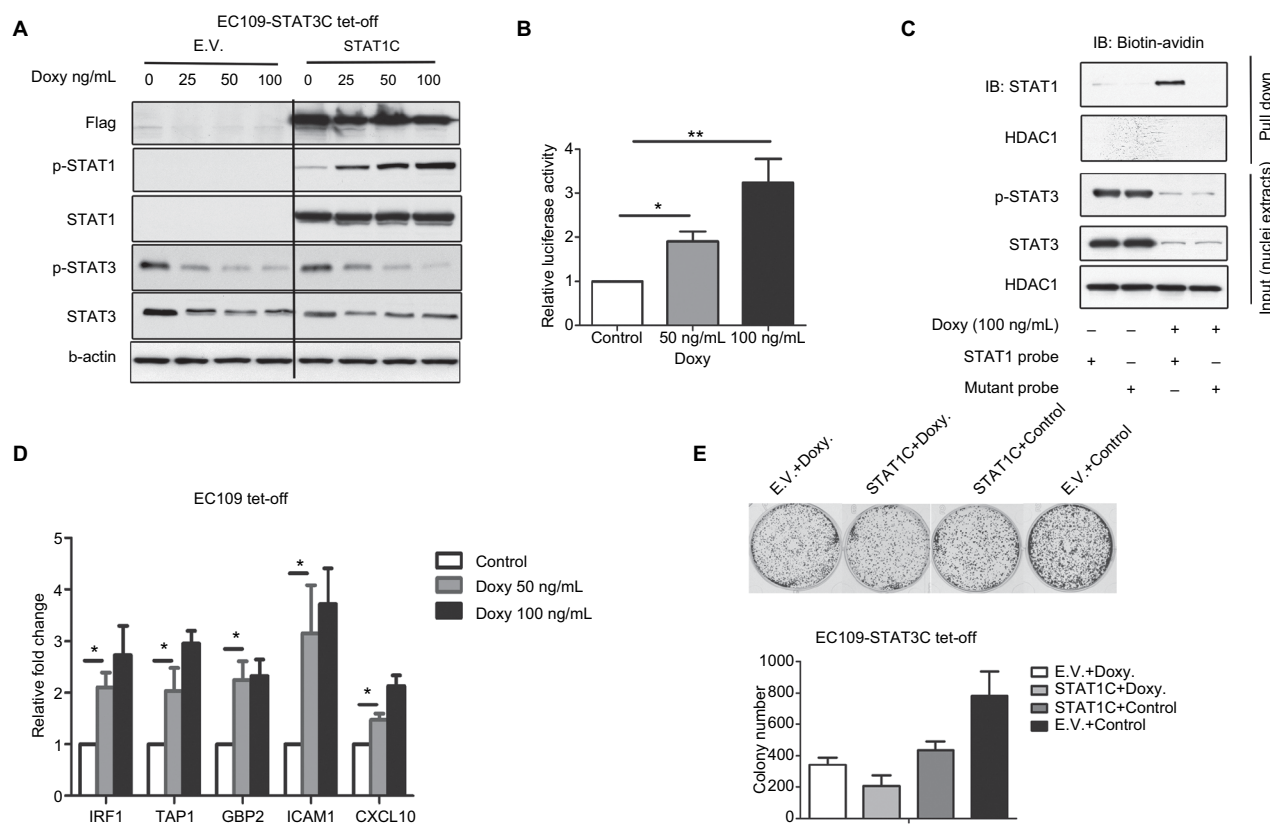 A
EC109-STAT3C tet-off
E.V. STAT1C
Doxy ng/mL 0 25 50 100 0 25 50 100
Flag
p-STAT1
STAT1
p-STAT3
STAT3
b-actin
B
Relative luciferase activity
4
3
2
1
0
*
**
Control 50 ng/mL 100 ng/mL
Doxy
C
IB: Biotin-avidin
IB: STAT1
HDAC1
p-STAT3
STAT3
HDAC1
Pull down
Input (nuclei extracts)
Doxy (100 ng/mL) – – + +
STAT1 probe + – + –
Mutant probe + – +
D
EC109 tet-off
Relative fold change
5
4
3
2
1
0
* * * * *
IRF1 TAP1 GBP2 ICAM1 CXCL10
Control
Doxy 50 ng/mL
Doxy 100 ng/mL
E
E.V.+Doxy. STAT1C+Doxy. STAT1C+Control E.V.+Control
EC109-STAT3C tet-off
Colony number
1000
800
600
400
200
0
E.V.+Doxy.
STAT1C+Doxy.
STAT1C+Control
E.V.+Control